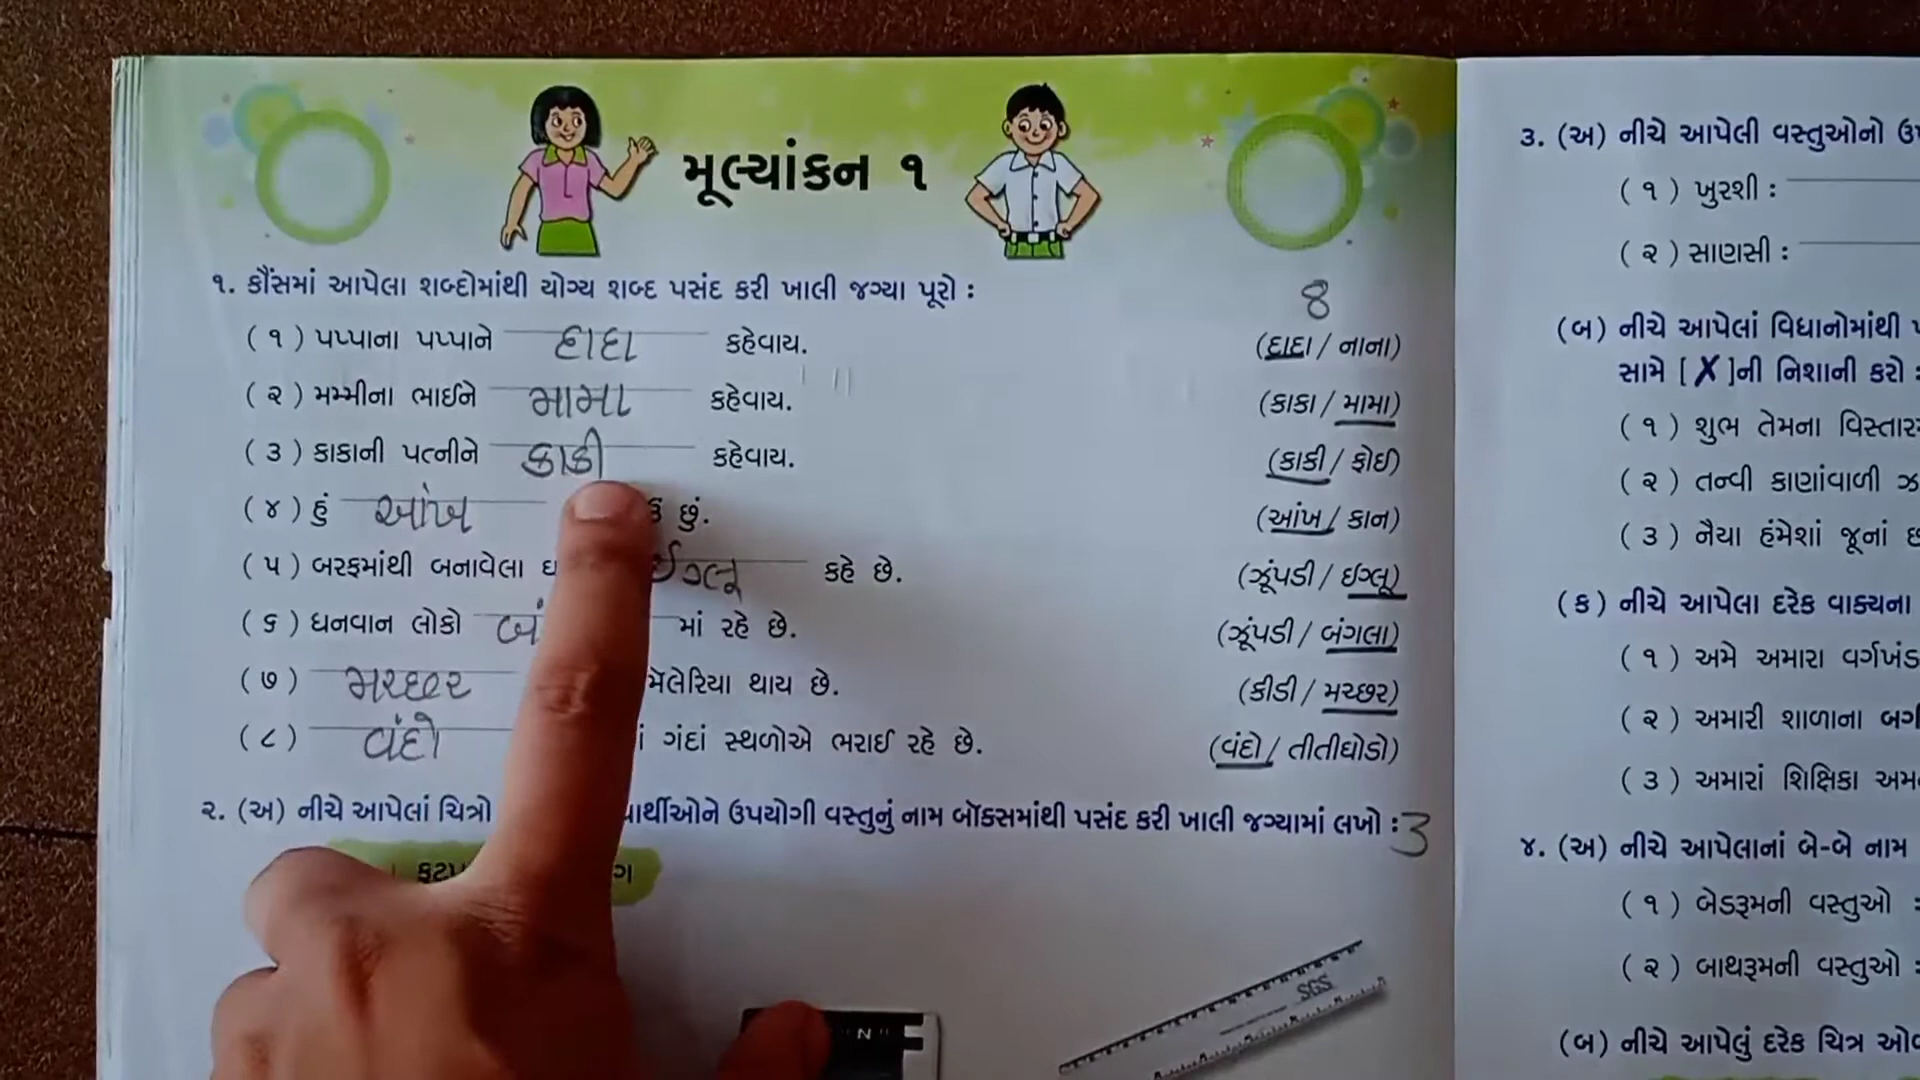 મૂલ્યાંકન ૧
૧. કૌંસમાં આપેલા શબ્દોમાંથી યોગ્ય શબ્દ પસંદ કરી ખાલી જગ્યા પૂરો :
8
(૧) પપ્પાના પપ્પાને દાદા કહેવાય. (દાદા / નાના)
(૨) મમ્મીના ભાઈને મામા કહેવાય. (કાકા / મામા)
(૩) કાકાની પત્નીને કાકી કહેવાય. (કાકી / ફોઈ)
(૪) હું આંખ છું. (આંખ / કાન)
(૫) બરફમાંથી બનાવેલા ઈગ્લૂ કહે છે. (ઝૂંપડી / ઈગ્લૂ)
(૬) ધનવાન લોકો બં માં રહે છે. (ઝૂંપડી / બંગલા)
(૭) મચ્છર મેલેરિયા થાય છે. (કીડી / મચ્છર)
(૮) વંદો ગંદાં સ્થળોએ ભરાઈ રહે છે. (વંદો / તીતીઘોડો)
૨. (અ) નીચે આપેલાં ચિત્રો ઉપયોગી વસ્તુનું નામ બૉક્સમાંથી પસંદ કરી ખાલી જગ્યામાં લખો : 3
"N"
SGS
૩. (અ) નીચે આપેલી વસ્તુઓનો
(૧) ખુરશી :
(૨) સાણસી :
(બ) નીચે આપેલાં વિધાનોમાંથી
સામે [✗]ની નિશાની કરો :
(૧) શુભ તેમના
(૨) તન્વી કાણાંવાળી
(૩) નૈયા હંમેશાં જૂનાં
(ક) નીચે આપેલા દરેક વાક્યના
(૧) અમે અમારા
(૨) અમારી શાળાના
(૩) અમારાં શિક્ષિકા
૪. (અ) નીચે આપેલાનાં બે-બે નામ
(૧) બેડરૂમની વસ્તુઓ :
(૨) બાથરૂમની વસ્તુઓ :
(બ) નીચે આપેલું દરેક ચિત્ર